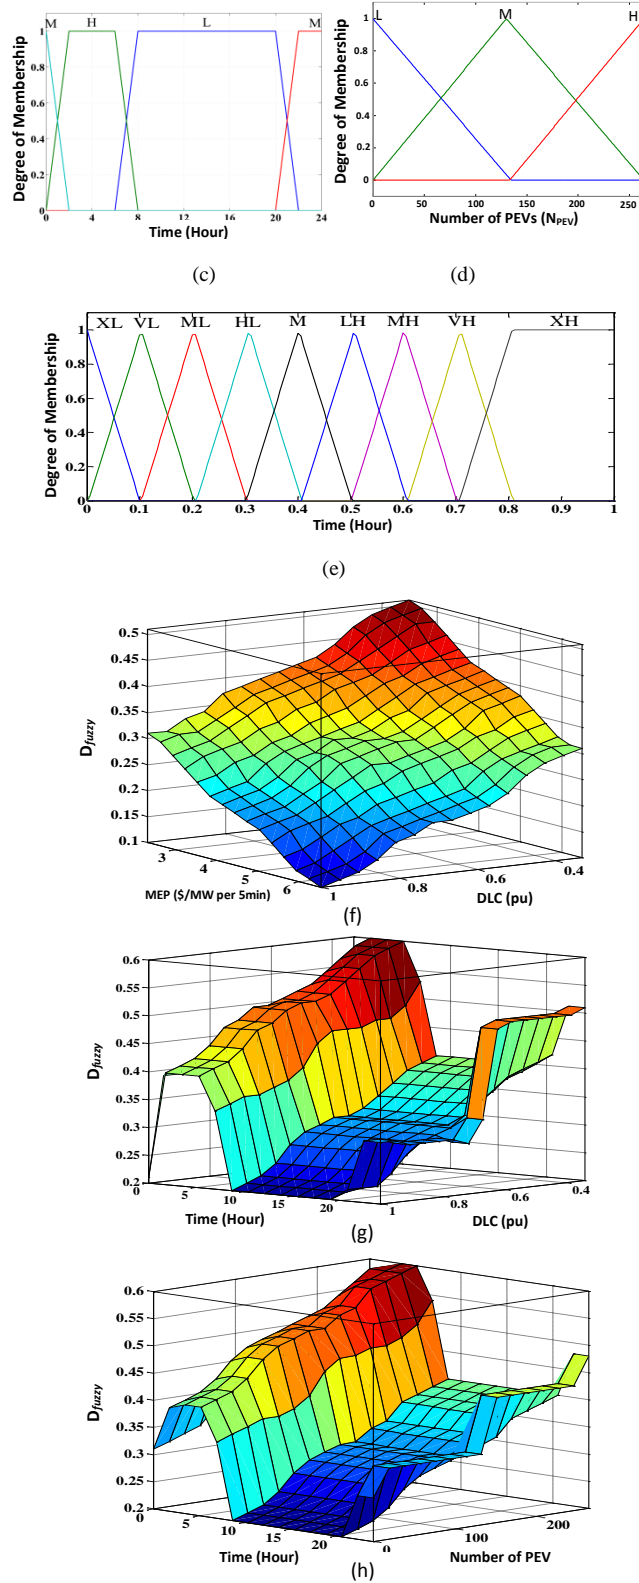 M H L M
Degree of Membership
1
0.8
0.6
0.4
0.2
0
0 4 8 12 16 20 24
Time (Hour)
(c)
L M H
Degree of Membership
1
0.8
0.6
0.4
0.2
0
0 50 100 150 200 250
Number of PEVs (NPEV)
(d)
XL VL ML HL M LH MH VH XH
Degree of Membership
1
0.8
0.6
0.4
0.2
0
0 0.1 0.2 0.3 0.4 0.5 0.6 0.7 0.8 0.9 1
Time (Hour)
(e)
Dfuzzy
0.5
0.45
0.4
0.35
0.3
0.25
0.2
0.15
0.1
3 4 5 6
MEP ($/MW per 5min)
1 0.8 0.6 0.4
DLC (pu)
(f)
Dfuzzy
0.6
0.55
0.5
0.45
0.4
0.35
0.3
0.25
0.2
0 5 10 15 20
Time (Hour)
1 0.8 0.6 0.4
DLC (pu)
(g)
Dfuzzy
0.6
0.55
0.5
0.45
0.4
0.35
0.3
0.25
0.2
0 5 10 15 20
Time (Hour)
0 100 200
Number of PEV
(h)